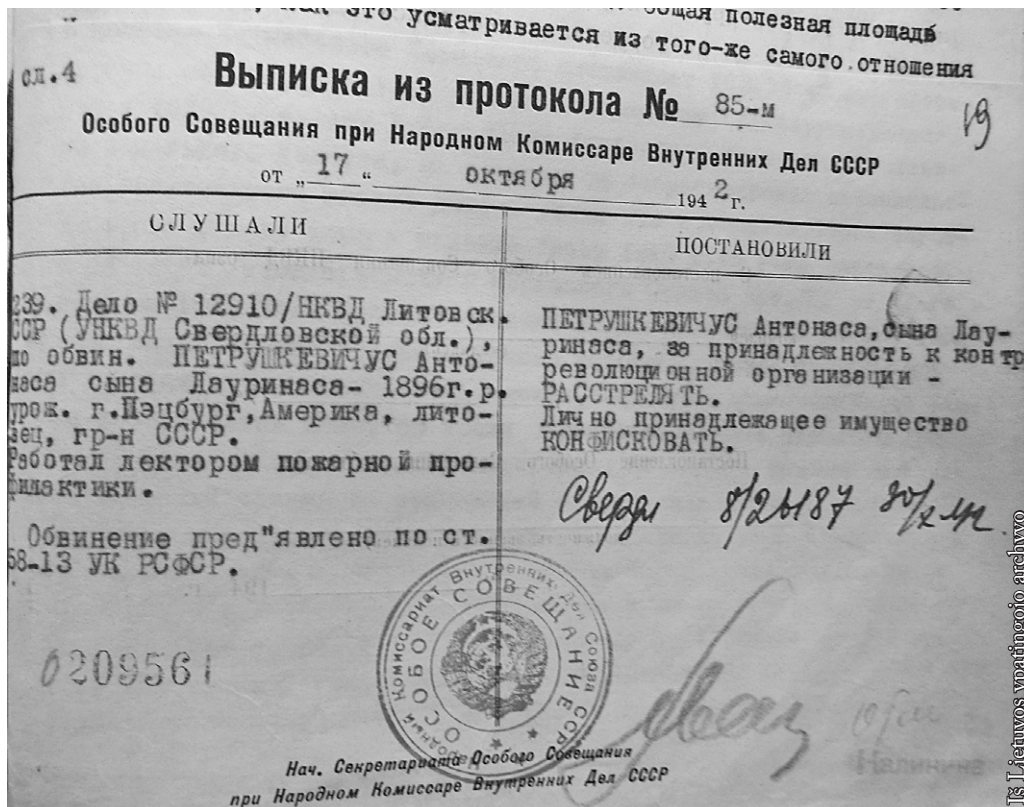 общая полезная площадь
как это усматривается из того-же самого отношения
сл.4
Выписка из протокола № 85-м
19
Особого Совещания при Народном Комиссаре Внутренних Дел СССР
от „17“ октября 1942 г.
СЛУШАЛИ
239. Дело № 12910/НКВД Литовск.
ССР (УНКВД Свердловской обл.),
по обвин. ПЕТРУШКЕВИЧУС Анто-
наса сына Лауринаса- 1896г.р.
урож. г.Пэцбург,Америка, лито-
вец, гр-н СССР.
Работал лектором пожарной про-
филактики.
Обвинение пред"явлено по ст.
58-13 УК РСФСР.
ПОСТАНОВИЛИ
ПЕТРУШКЕВИЧУС Антонаса,сына Лау-
ринаса, за принадлежность к контр
революционной организации -
РАССТРЕЛЯТЬ.
Лично принадлежащее имущество
КОНФИСКОВАТЬ.
Свердл
0209561
Народный Комиссариат Внутренних Дел Союза ССР
ОСОБОЕ СОВЕЩАНИЕ
Нач. Секретариата Особого Совещания
при Народном Комиссаре Внутренних Дел СССР
Iš Lietuvos ypatingojo archyvo